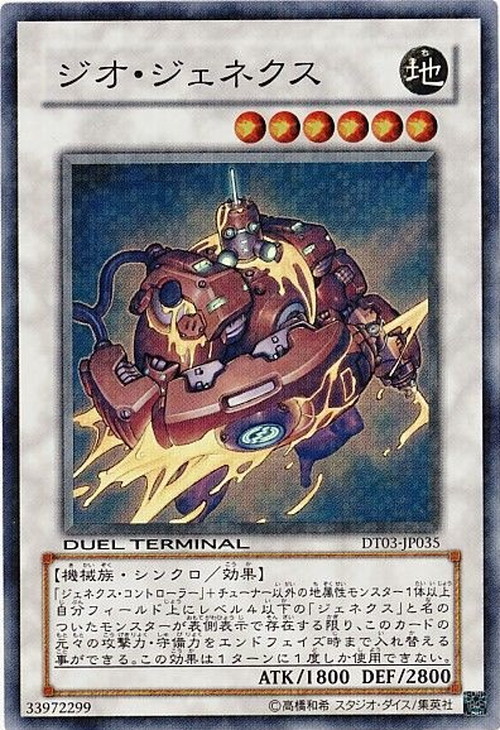 ジオ・ジェネクス
地
DUEL TERMINAL
DT03-JP035
【機械族・シンクロ／効果】
「ジェネクス・コントローラー」＋チューナー以外の地属性モンスター1体以上
自分フィールド上にレベル４以下の「ジェネクス」と名の
ついたモンスターが表側表示で存在する限り、このカードの
元々の攻撃力・守備力をエンドフェイズ時まで入れ替える
事ができる。この効果は１ターンに１度しか使用できない。
ATK/1800 DEF/2800
33972299
©高橋和希 スタジオ・ダイス/集英社